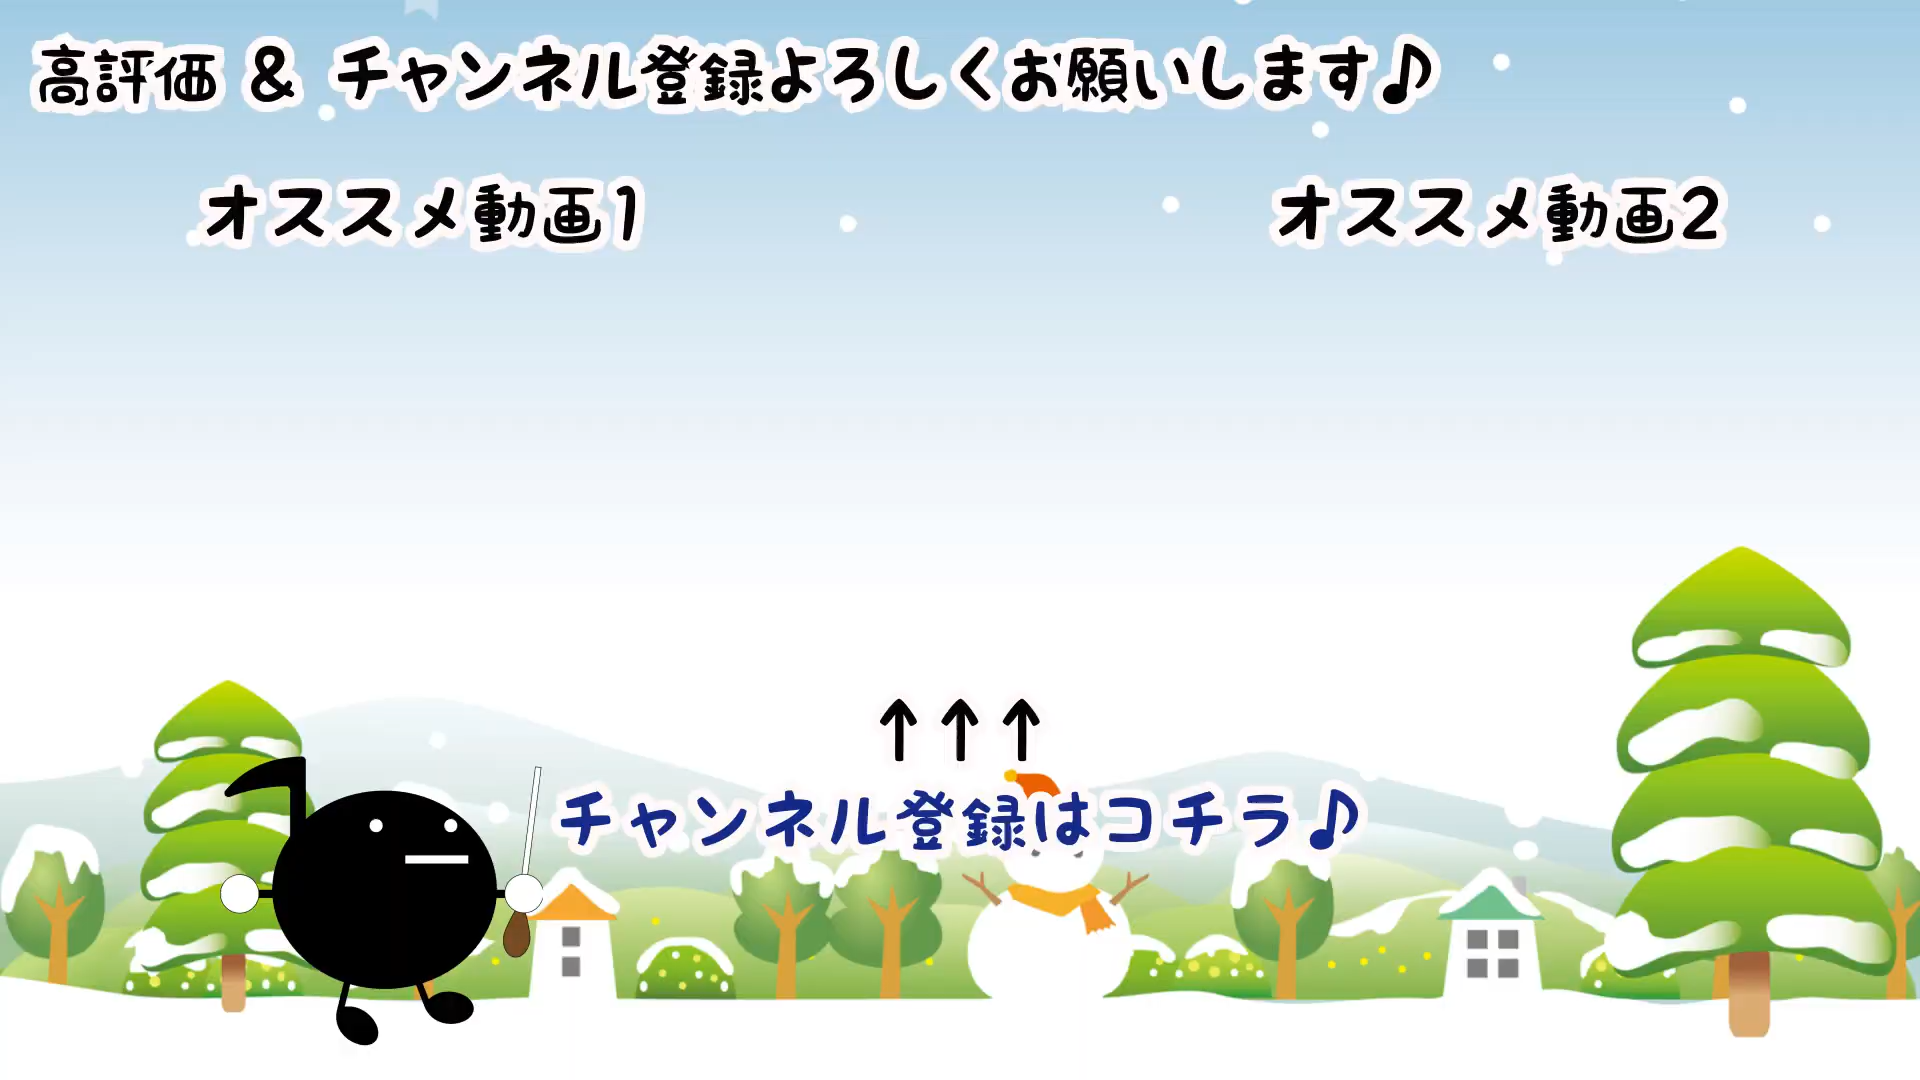 高評価 & チャンネル登録よろしくお願いします♪
オススメ動画1
オススメ動画2
↑ ↑ ↑
チャンネル登録はコチラ♪